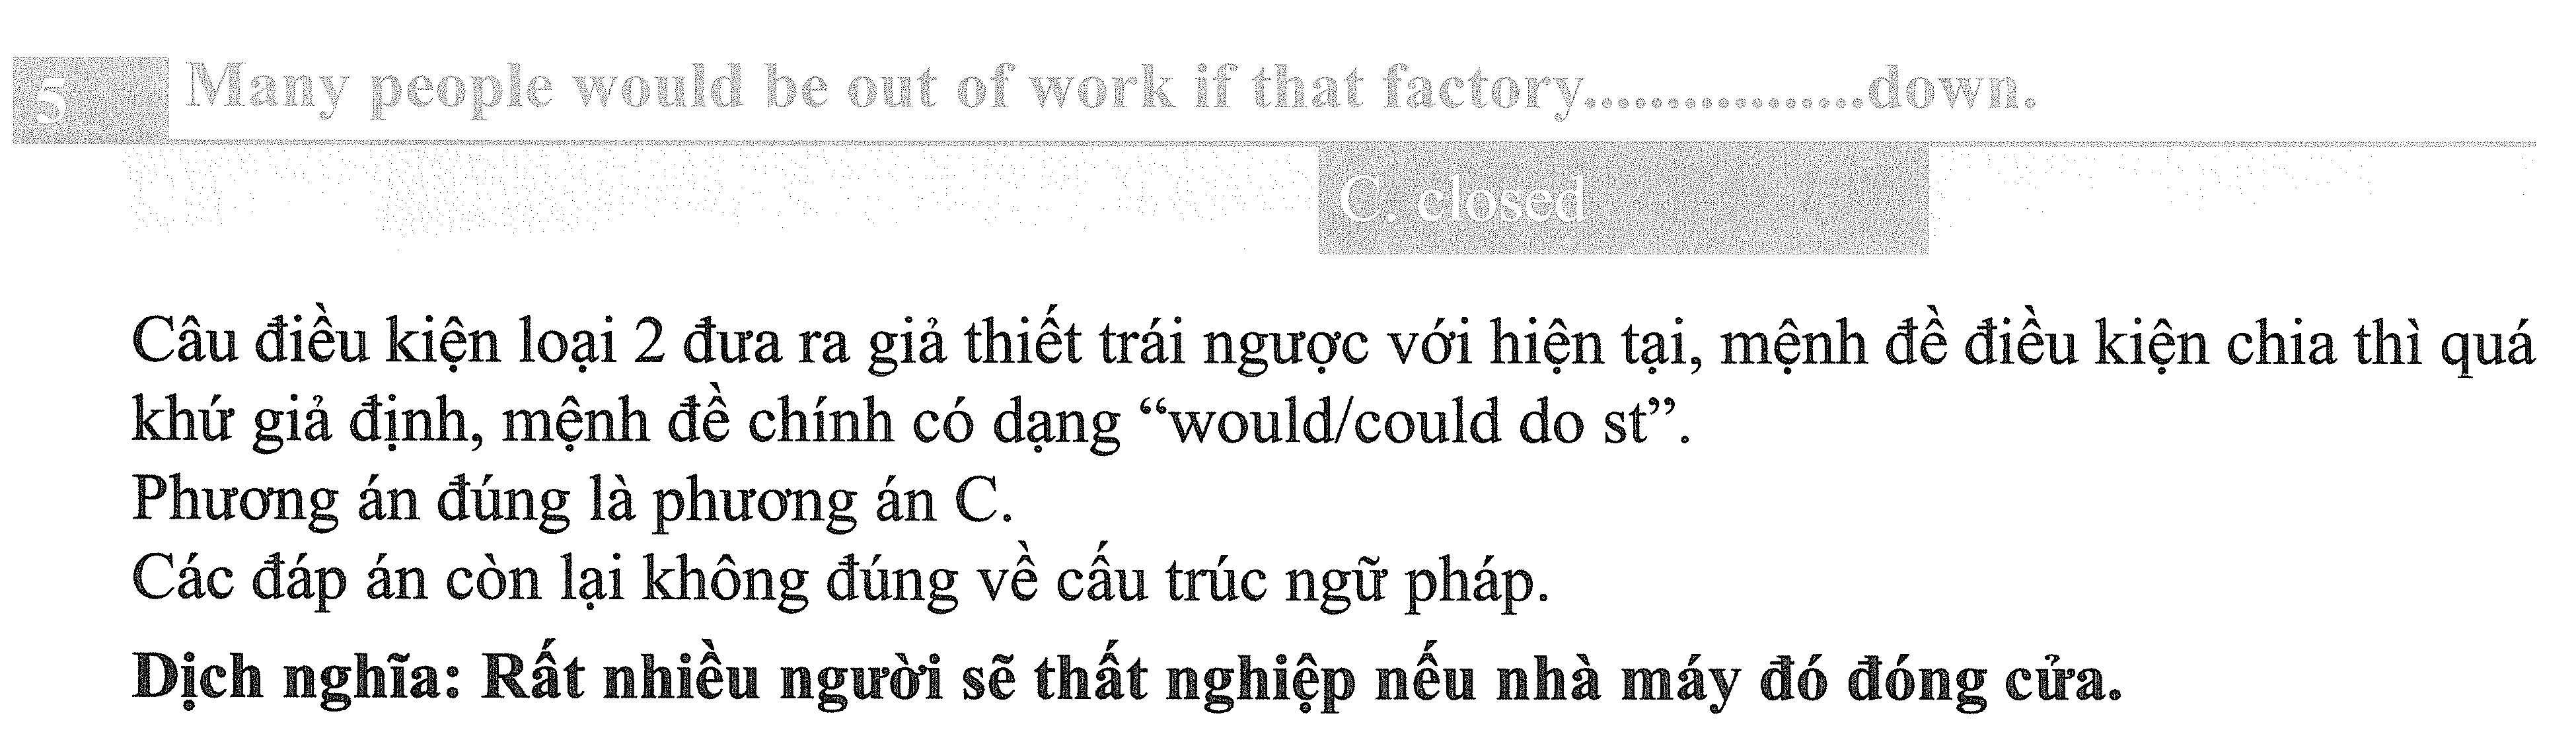 5 Many people would be out of work if that factory................down.
C. closed
Câu điều kiện loại 2 đưa ra giả thiết trái ngược với hiện tại, mệnh đề điều kiện chia thì quá
khứ giả định, mệnh đề chính có dạng “would/could do st”.
Phương án đúng là phương án C.
Các đáp án còn lại không đúng về cấu trúc ngữ pháp.
Dịch nghĩa: Rất nhiều người sẽ thất nghiệp nếu nhà máy đó đóng cửa.